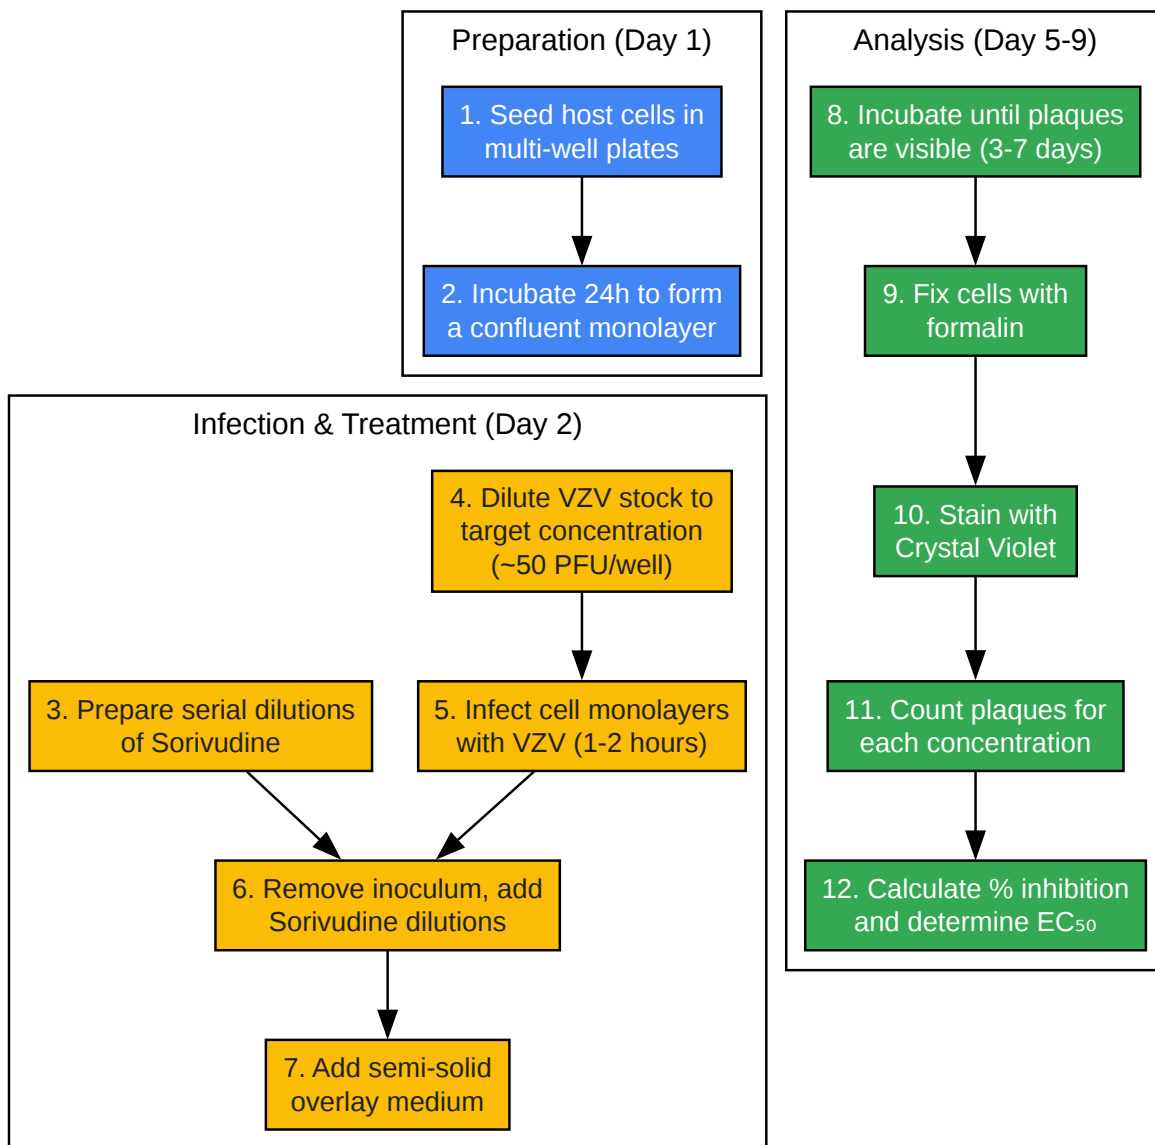 Preparation (Day 1)
1. Seed host cells in
multi-well plates
2. Incubate 24h to form
a confluent monolayer
Infection & Treatment (Day 2)
4. Dilute VZV stock to
target concentration
(~50 PFU/well)
3. Prepare serial dilutions
of Sorivudine
5. Infect cell monolayers
with VZV (1-2 hours)
6. Remove inoculum, add
Sorivudine dilutions
7. Add semi-solid
overlay medium
Analysis (Day 5-9)
8. Incubate until plaques
are visible (3-7 days)
9. Fix cells with
formalin
10. Stain with
Crystal Violet
11. Count plaques for
each concentration
12. Calculate % inhibition
and determine EC₅₀